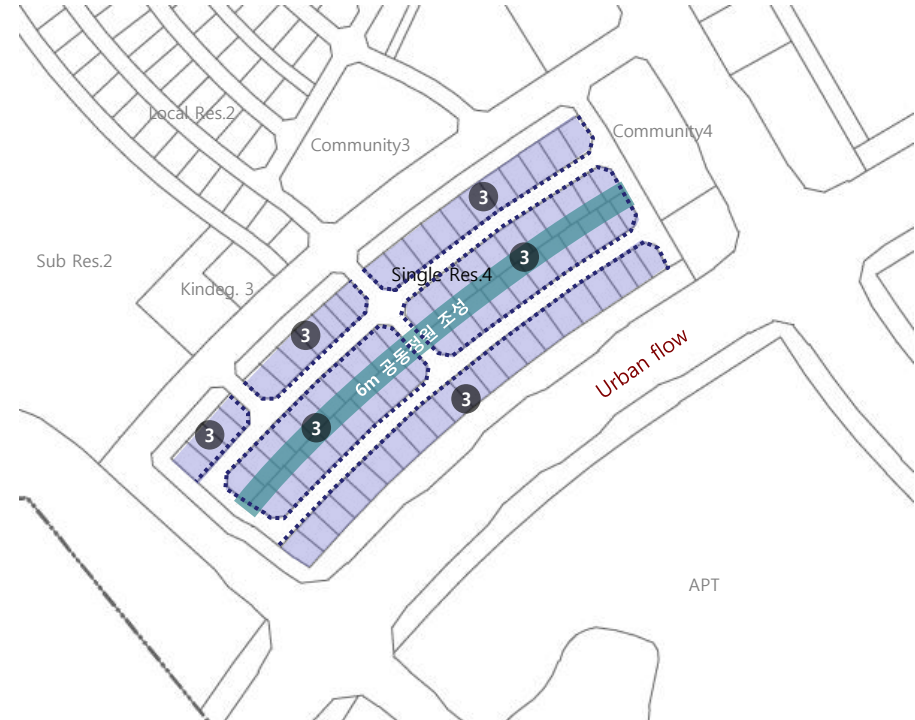 Local Res.2
Community3
Community4
3
Sub Res.2
3
Single Res.4
Kindeg. 3
3
6m 공동정원 조성
Urban flow
3
3
3
APT